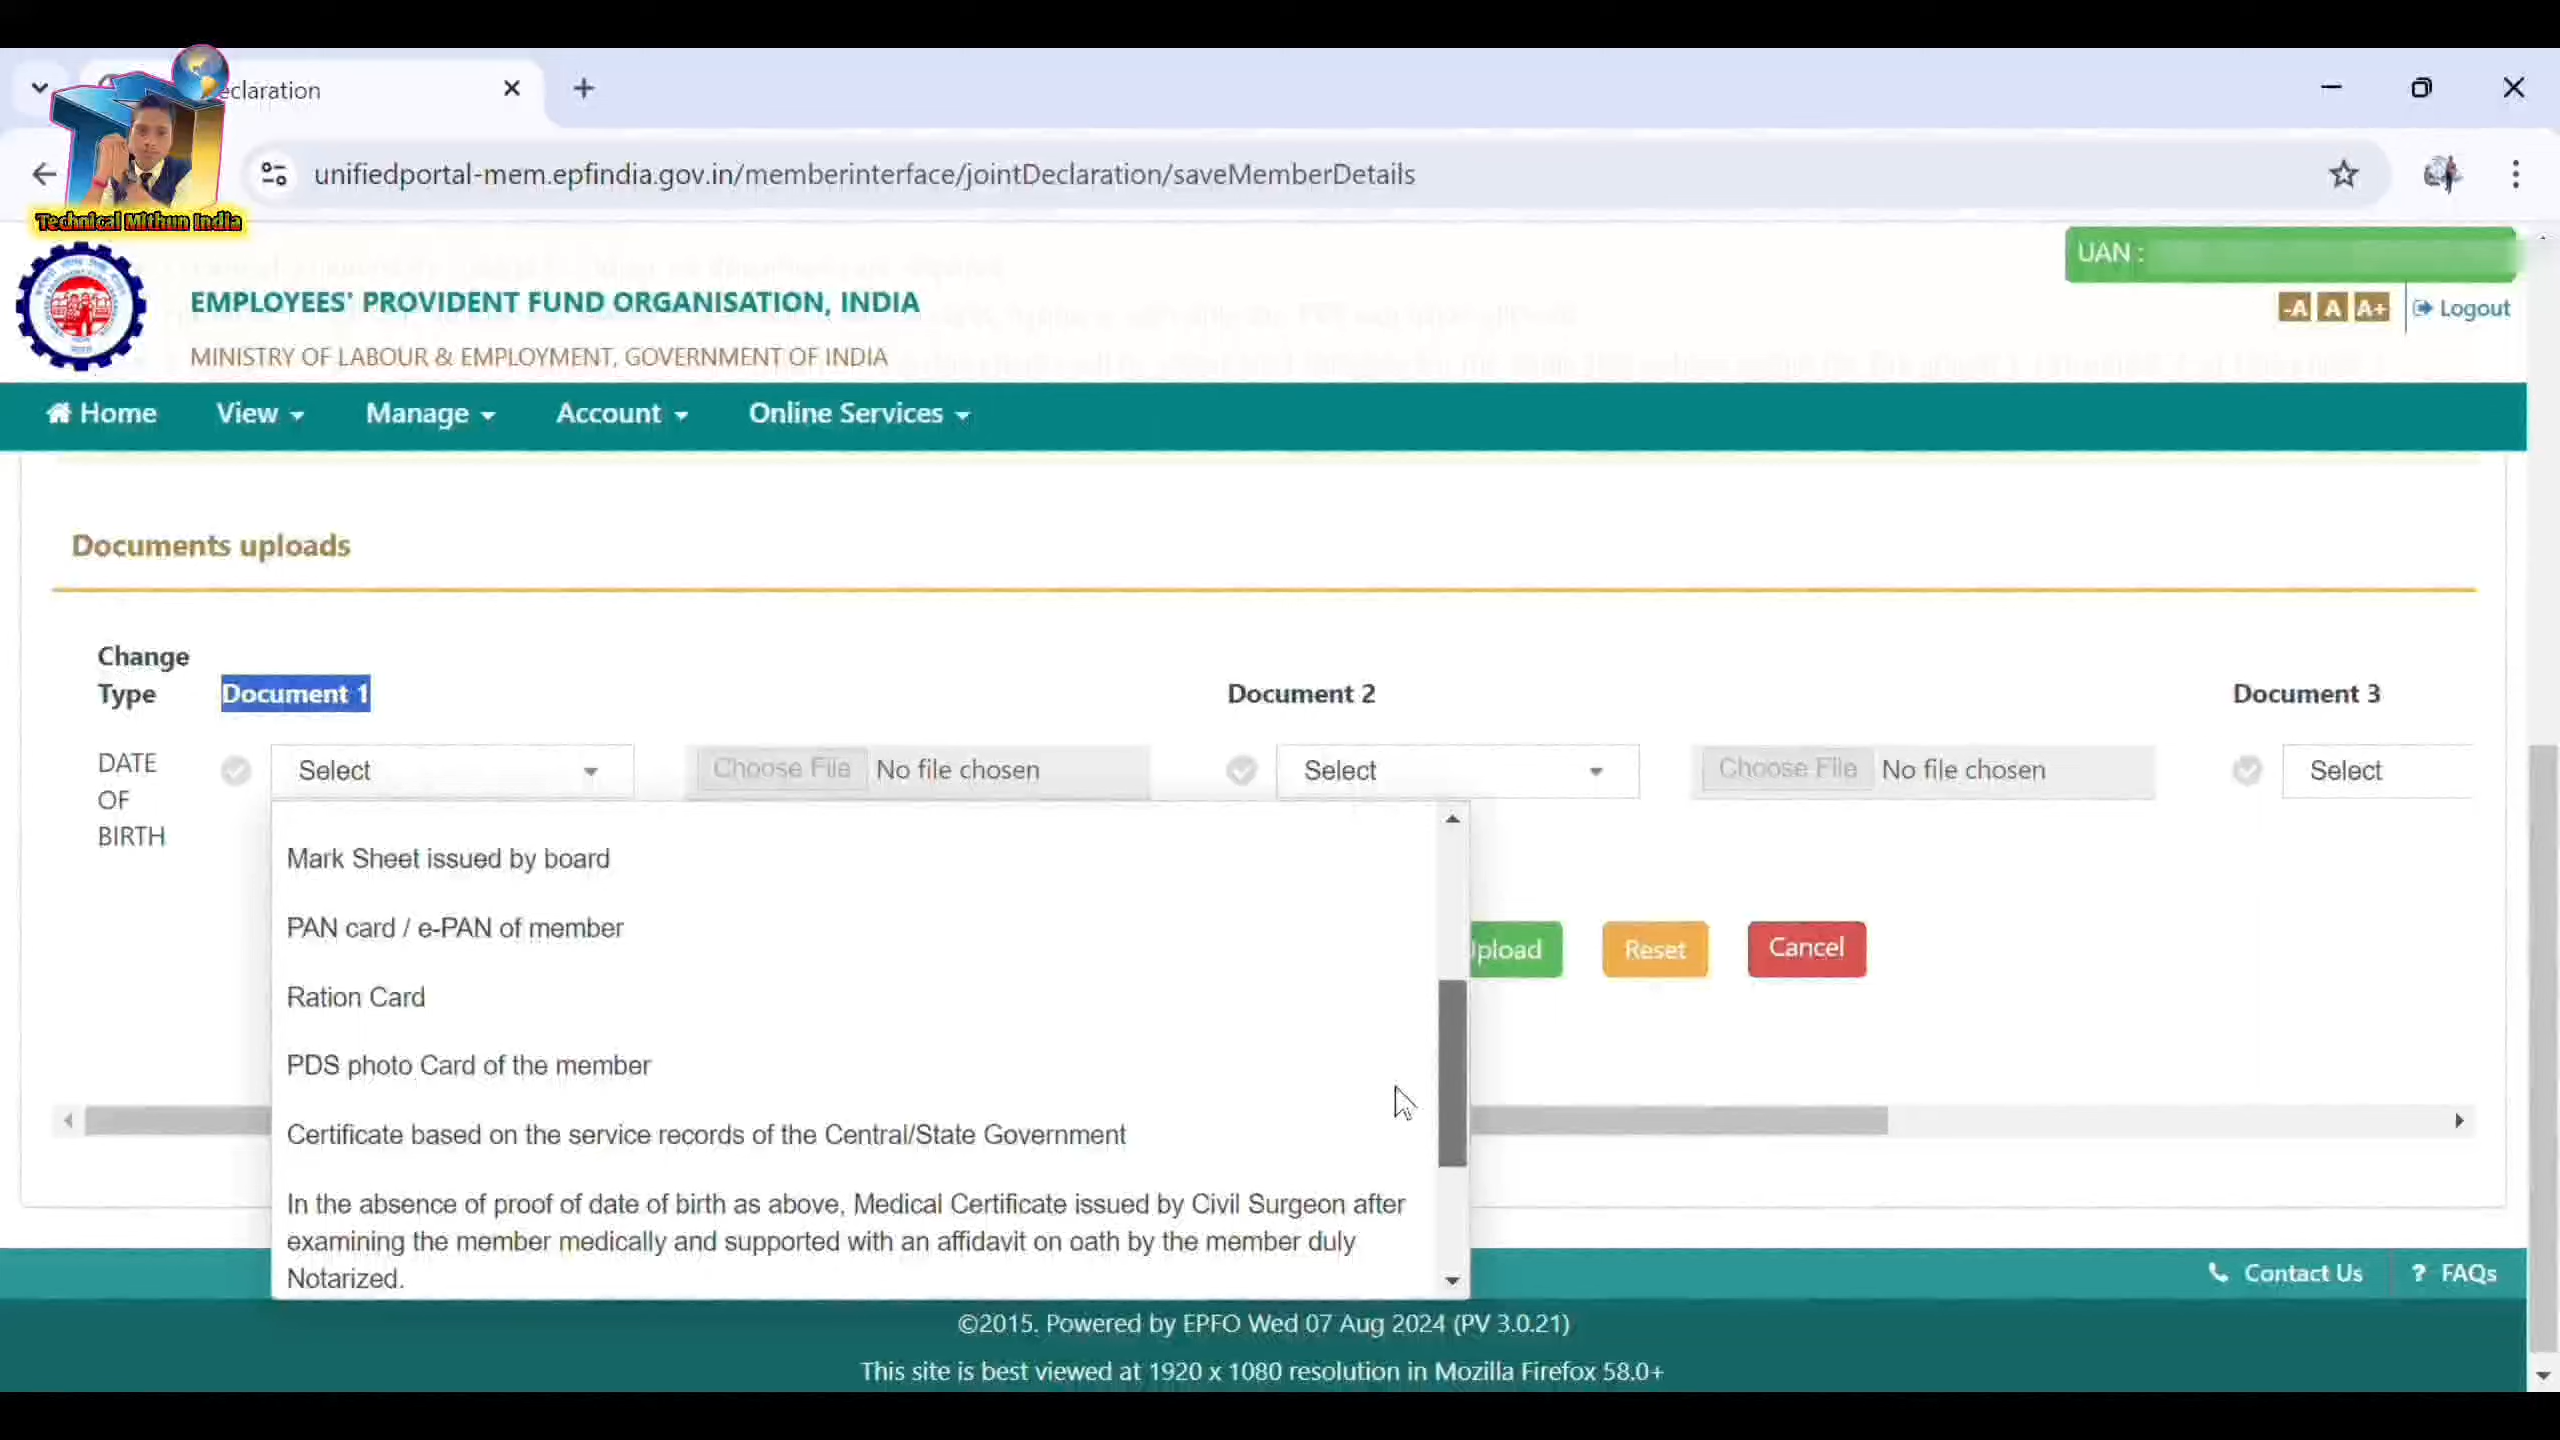 eclaration
unifiedportal-mem.epfindia.gov.in/memberinterface/jointDeclaration/saveMemberDetails
Technical Mithun India
UAN :
EMPLOYEES' PROVIDENT FUND ORGANISATION, INDIA
-A A A+ Logout
MINISTRY OF LABOUR & EMPLOYMENT, GOVERNMENT OF INDIA
Home View Manage Account Online Services
Documents uploads
Change
Type Document 1 Document 2 Document 3
DATE
OF
BIRTH
Select Choose File No file chosen Select Choose File No file chosen Select
Mark Sheet issued by board
PAN card / e-PAN of member
Ration Card
PDS photo Card of the member
Certificate based on the service records of the Central/State Government
In the absence of proof of date of birth as above, Medical Certificate issued by Civil Surgeon after
examining the member medically and supported with an affidavit on oath by the member duly
Notarized.
pload Reset Cancel
Contact Us ? FAQs
©2015. Powered by EPFO Wed 07 Aug 2024 (PV 3.0.21)
This site is best viewed at 1920 x 1080 resolution in Mozilla Firefox 58.0+